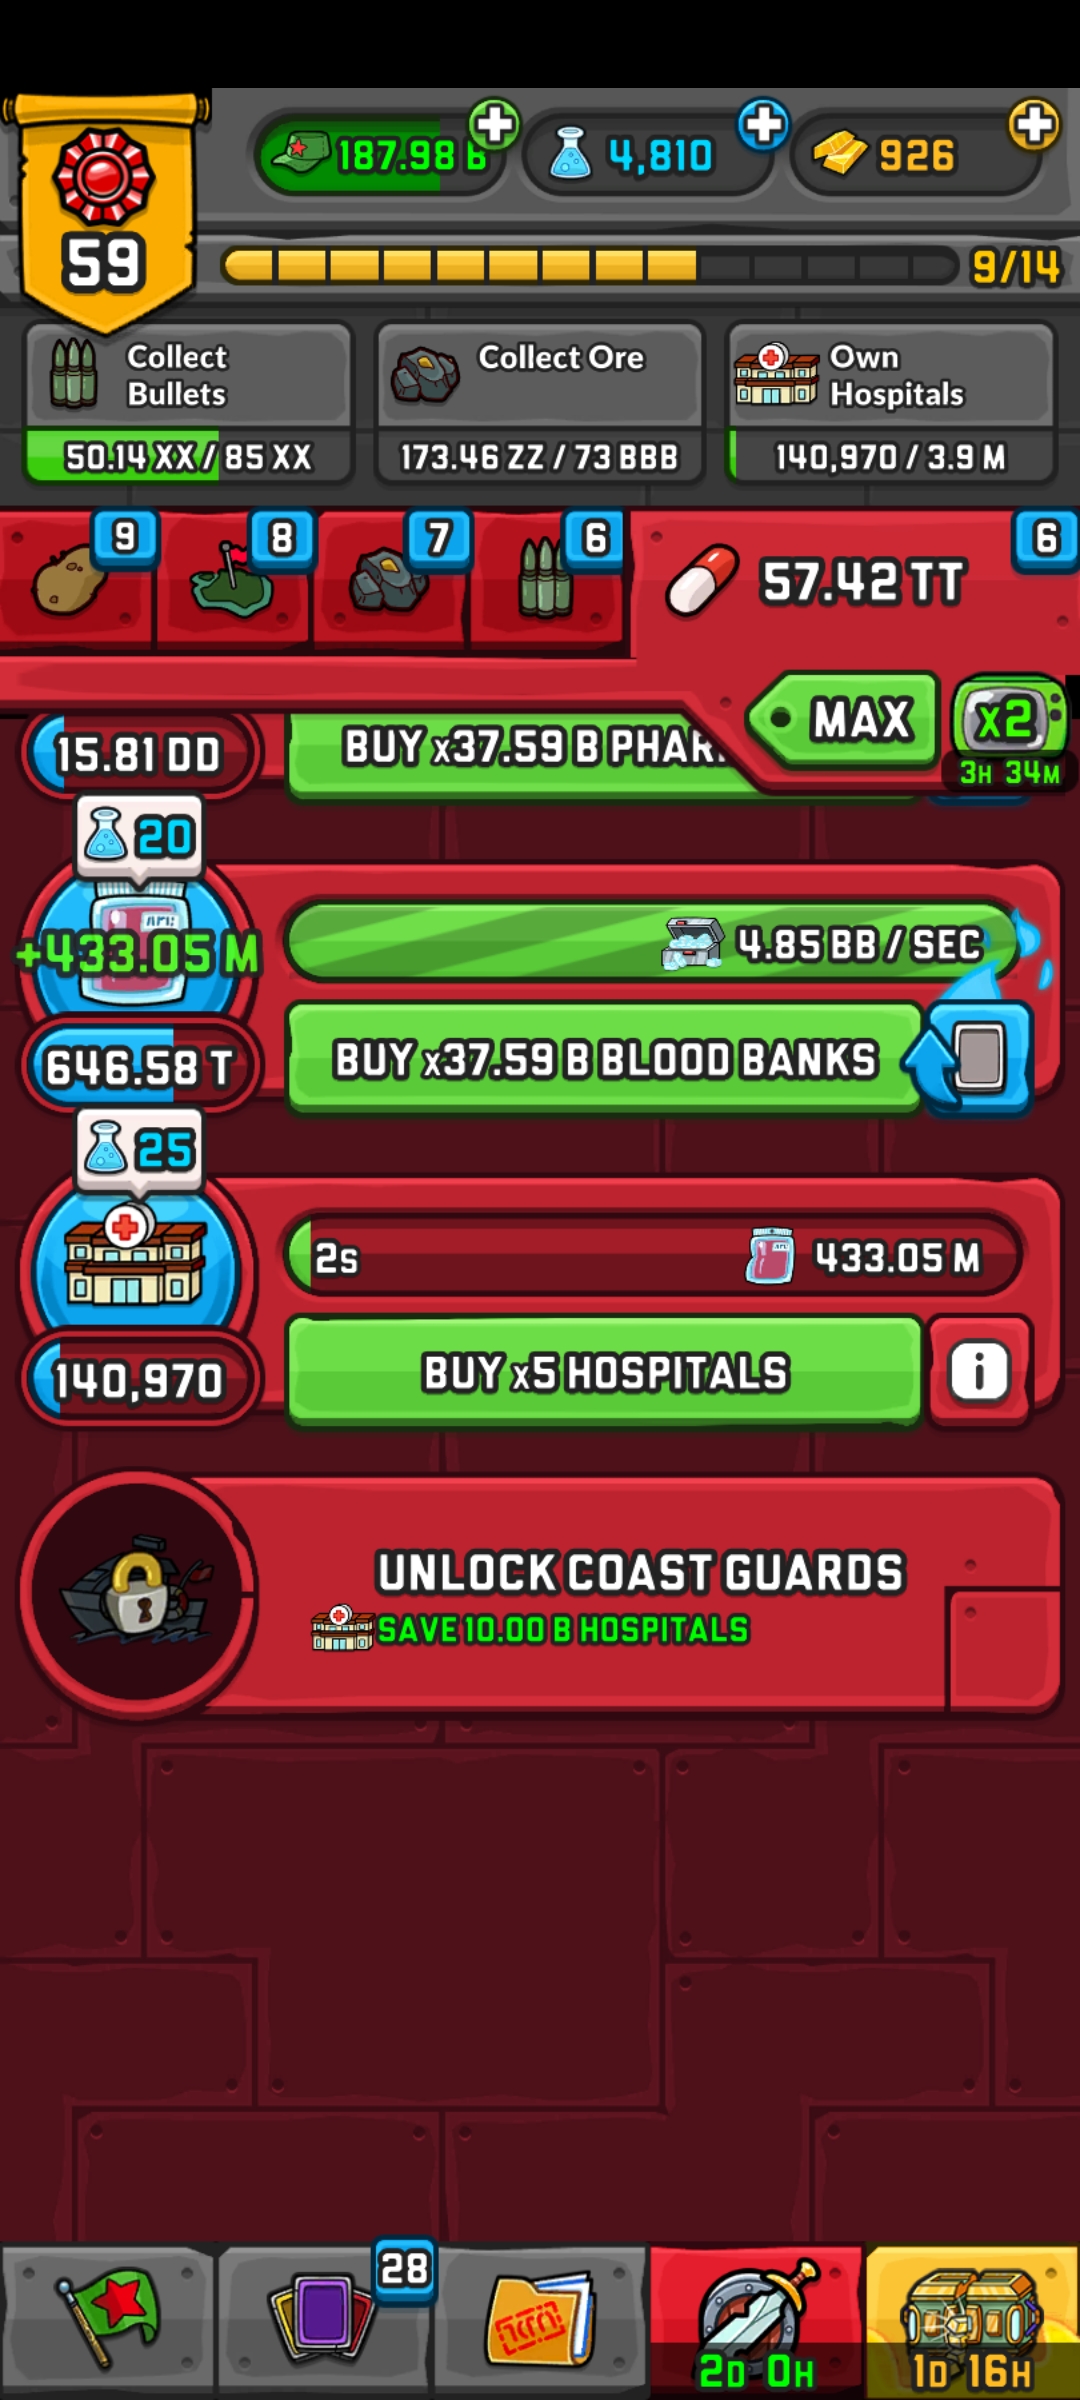 187.98 B
4,810
926
59
9/14
Collect Bullets
50.14 XX / 85 XX
Collect Ore
173.46 ZZ / 73 BBB
Own Hospitals
140,970 / 3.9 M
9
8
7
6
57.42 TT
6
MAX
x2
3H 34M
15.81 DD
BUY x37.59 B
20
+433.05 M
4.85 BB / SEC
646.58 T
BUY x37.59 B BLOOD BANKS
25
2s
433.05 M
140,970
BUY x5 HOSPITALS
i
UNLOCK COAST GUARDS
SAVE 10.00 B HOSPITALS
28
2D 0H
1D 16H